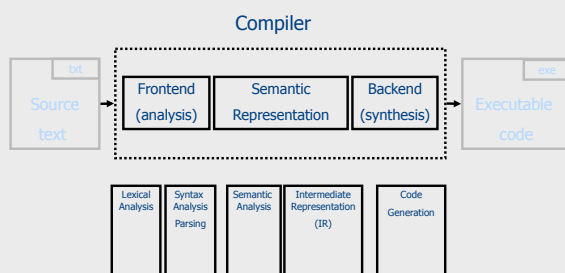 Compiler
txt
Source
text
Frontend
(analysis)
Semantic
Representation
Backend
(synthesis)
exe
Executable
code
Lexical
Analysis
Syntax
Analysis
Parsing
Semantic
Analysis
Intermediate
Representation
(IR)
Code
Generation